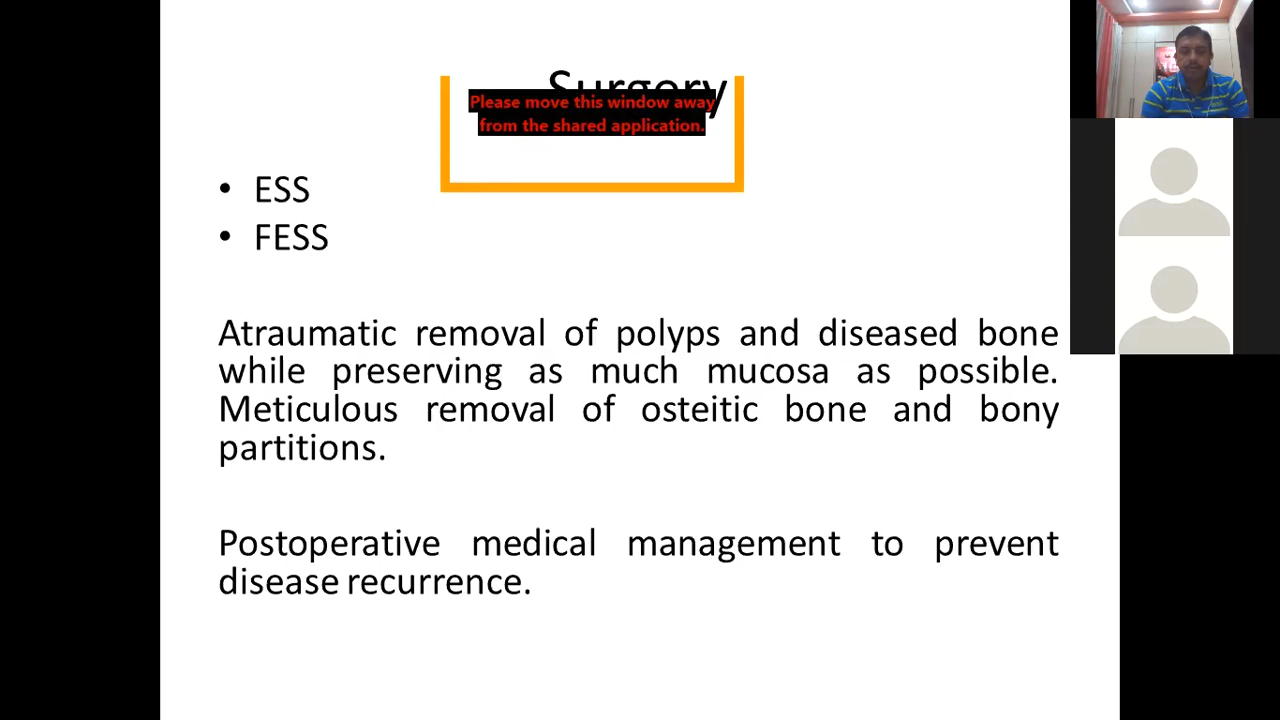 Surgery
Please move this window away
from the shared application.
• ESS
• FESS
Atraumatic removal of polyps and diseased bone
while preserving as much mucosa as possible.
Meticulous removal of osteitic bone and bony
partitions.
Postoperative medical management to prevent
disease recurrence.